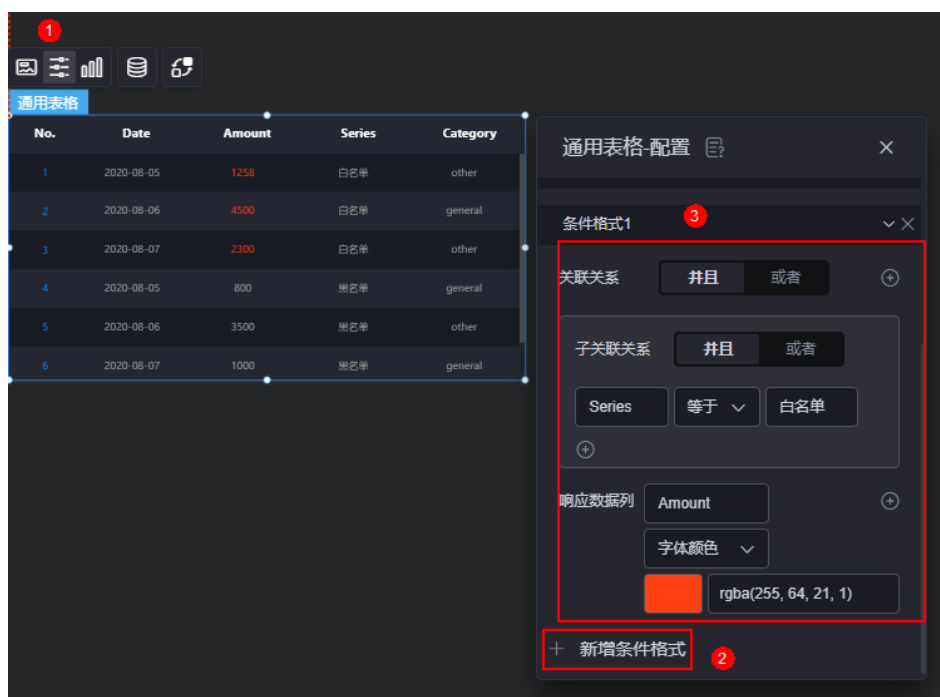 1
通用表格
No. Date Amount Series Category
1 2020-08-05 1258 白名单 other
2 2020-08-06 4500 白名单 general
3 2020-08-07 2300 白名单 other
4 2020-08-05 800 黑名单 general
5 2020-08-06 3500 黑名单 other
6 2020-08-07 1000 黑名单 general
通用表格-配置
条件格式1
3
关联关系 并且 或者
子关联关系 并且 或者
Series 等于 白名单
响应数据列 Amount
字体颜色
rgba(255, 64, 21, 1)
新增条件格式
2